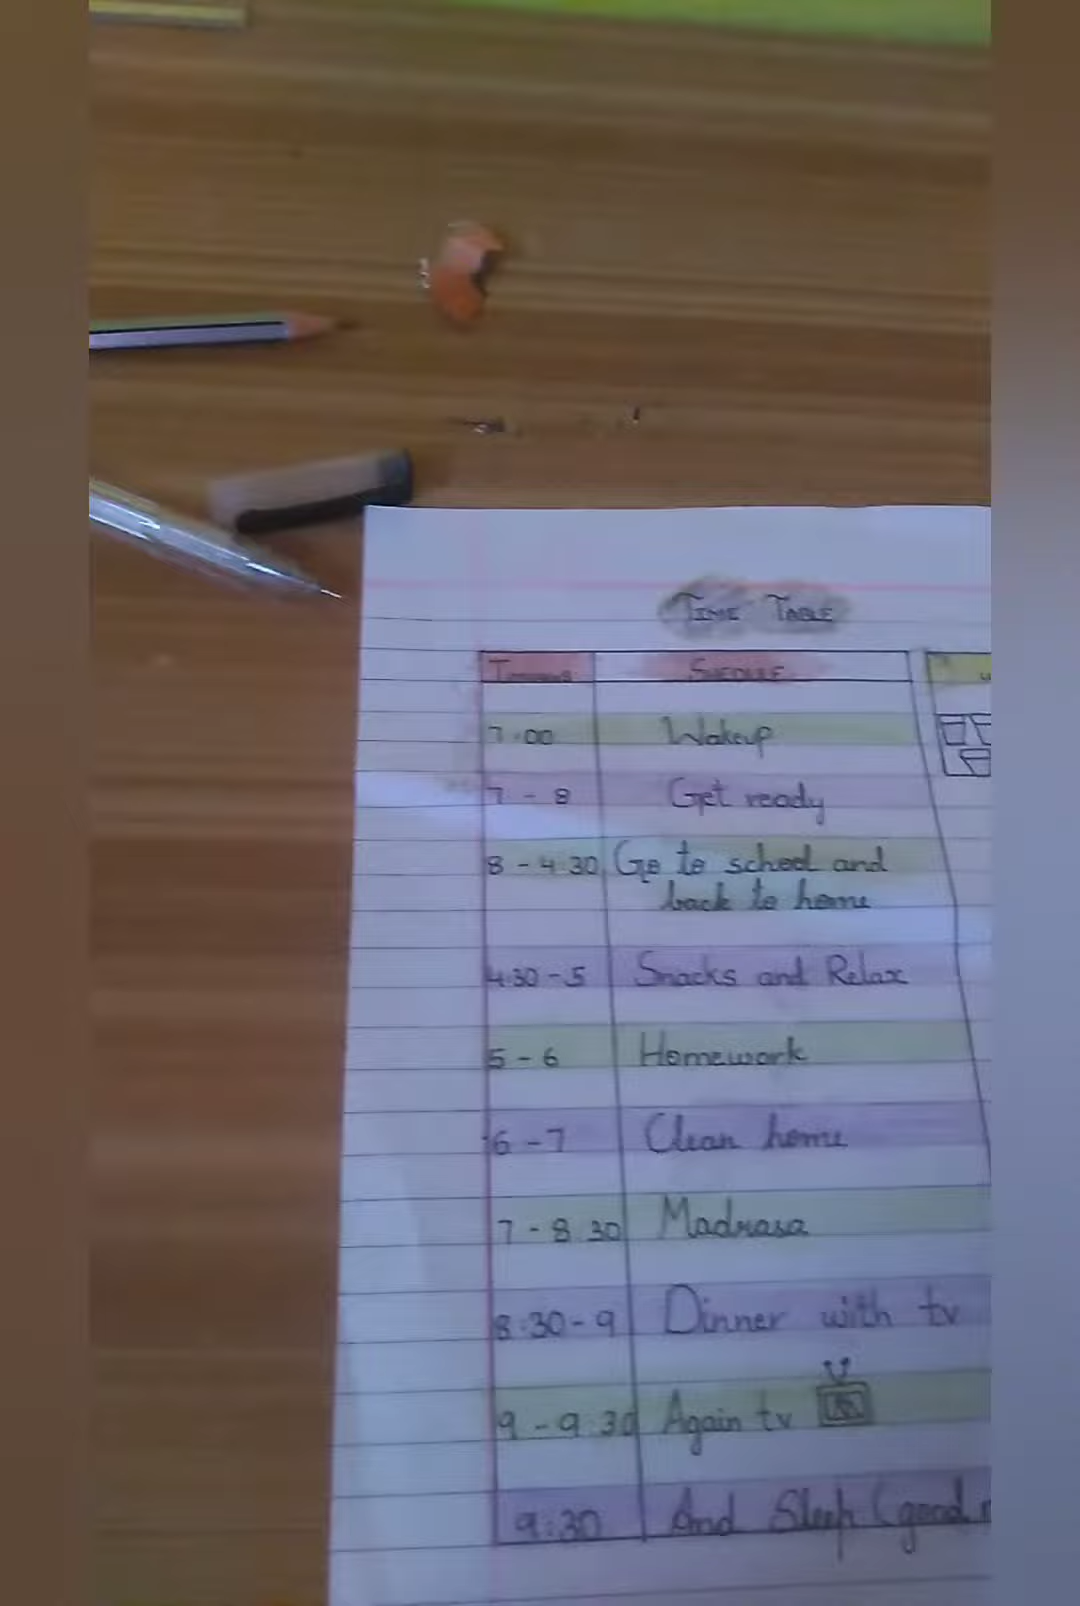 TIME TABLE
7:00 Wakeup
7 - 8 Get ready
8 - 4:30 Go to school and
back to home
4:30 - 5 Snacks and Relax
5 - 6 Homework
6 - 7 Clean home
7 - 8:30 Madrasa
8:30 - 9 Dinner with tv
9 - 9:30 Again tv
9:30 And Sleep (good